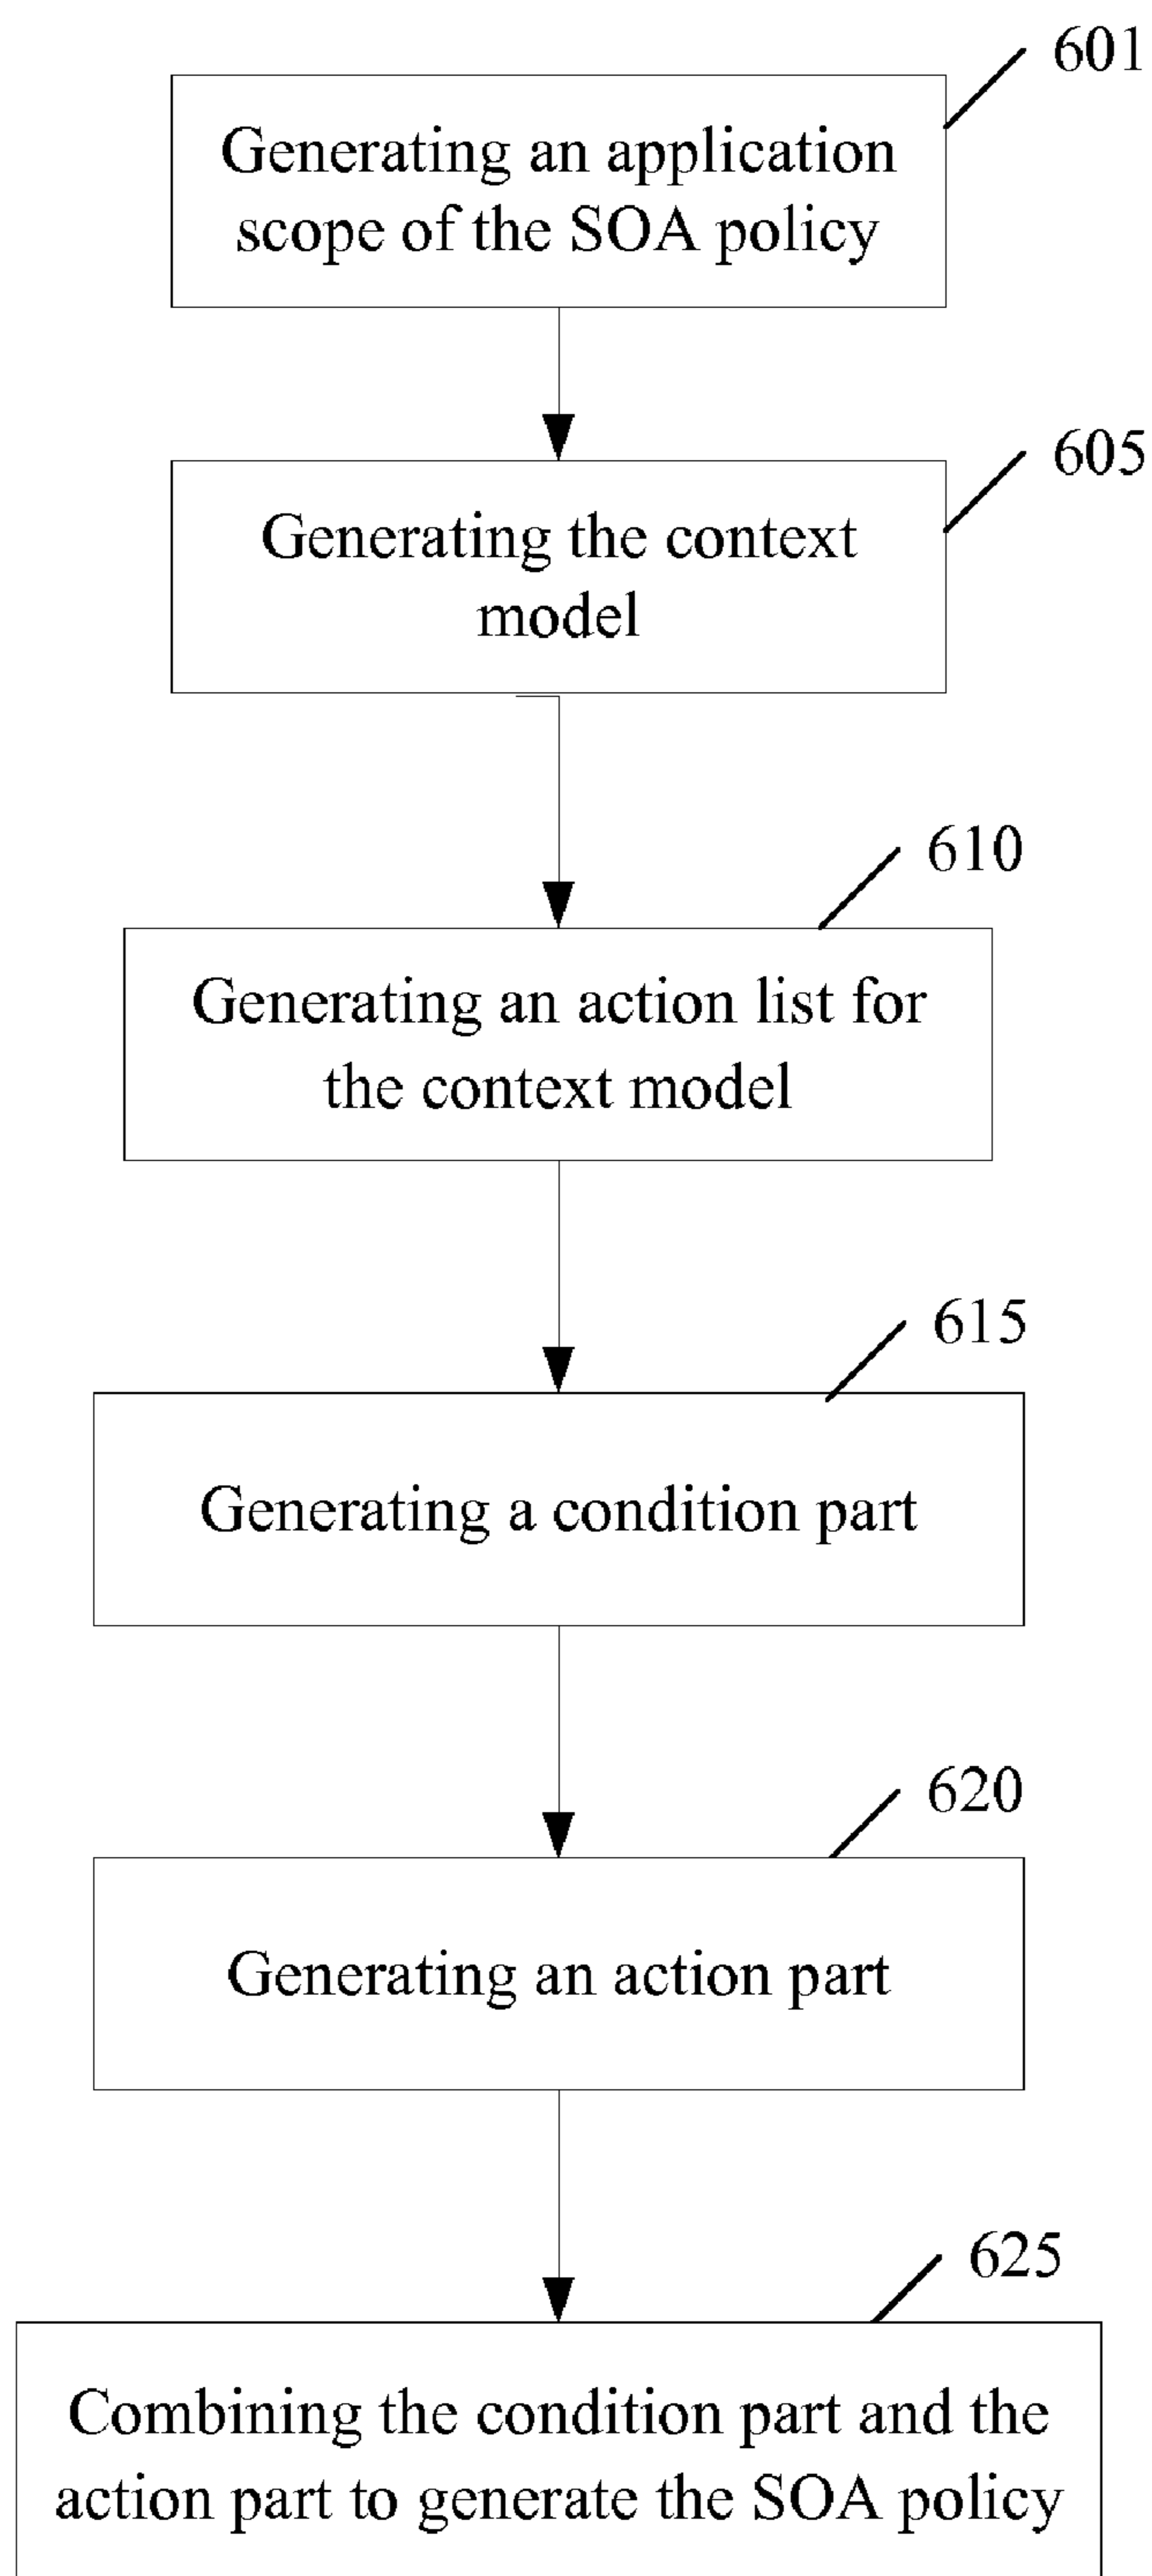 601
Generating an application
scope of the SOA policy
605
Generating the context
model
610
Generating an action list for
the context model
615
Generating a condition part
620
Generating an action part
625
Combining the condition part and the
action part to generate the SOA policy